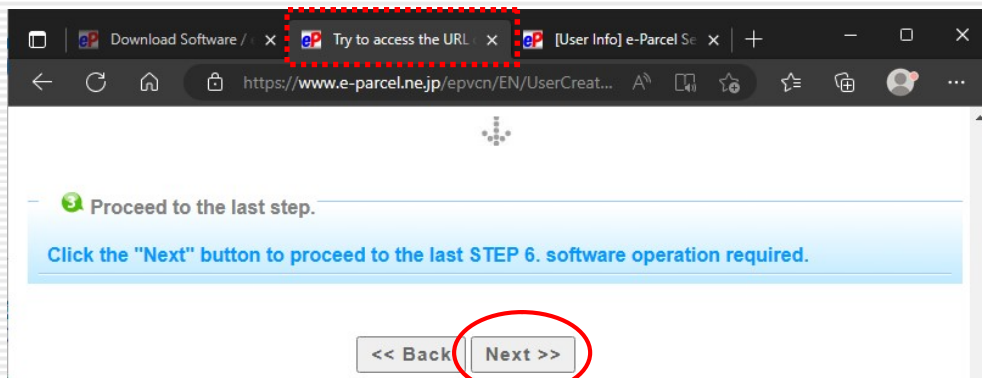 Download Software /
Try to access the URL
[User Info] e-Parcel Se
https://www.e-parcel.ne.jp/epvcn/EN/UserCreat...
3 Proceed to the last step.
Click the "Next" button to proceed to the last STEP 6. software operation required.
<< Back
Next >>